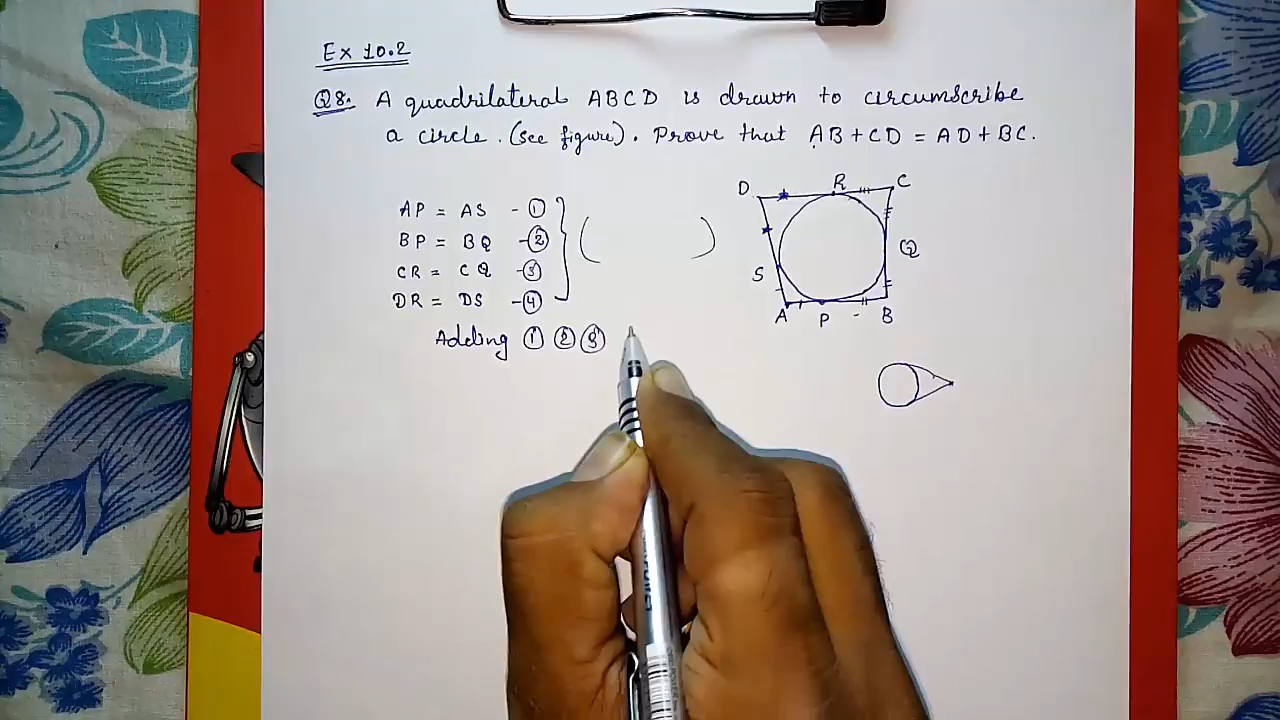 Ex 10.2
Q8. A quadrilateral ABCD is drawn to circumscribe
a circle. (see figure). Prove that AB + CD = AD + BC.
AP = AS - ①
BP = BQ - ②
CR = CQ - ③
DR = DS - ④
Adding ① ② ③
D R C
S Q
A P B